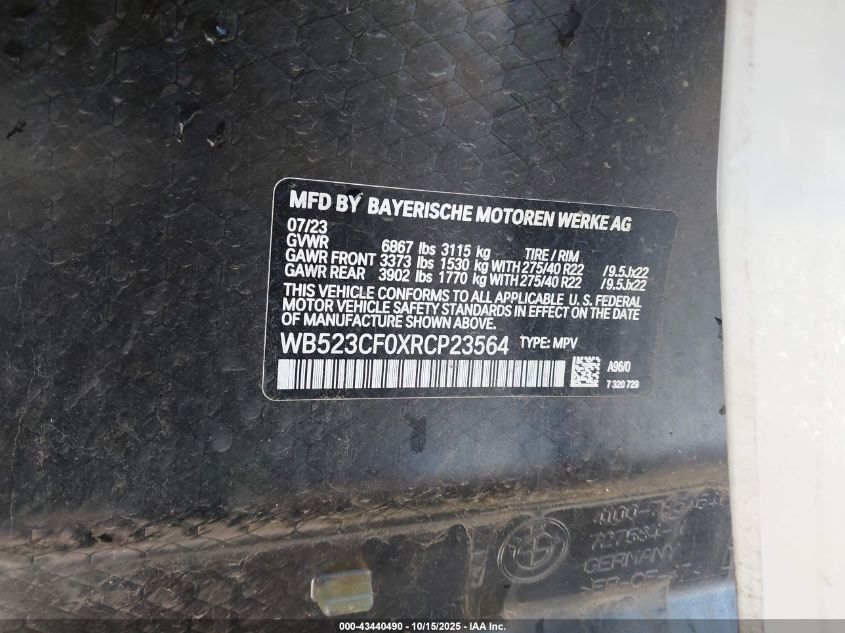 MFD BY BAYERISCHE MOTOREN WERKE AG
07/23
GVWR 6867 lbs 3115 kg TIRE / RIM
GAWR FRONT 3373 lbs 1530 kg WITH 275/40 R22 /9.5Jx22
GAWR REAR 3902 lbs 1770 kg WITH 275/40 R22 /9.5Jx22
THIS VEHICLE CONFORMS TO ALL APPLICABLE U. S. FEDERAL
MOTOR VEHICLE SAFETY STANDARDS IN EFFECT ON THE DATE
OF MANUFACTURE SHOWN ABOVE.
WB523CF0XRCP23564 TYPE: MPV
A96/0
7 320 729
GERMANY
000-43440490 - 10/15/2025 - IAA Inc.